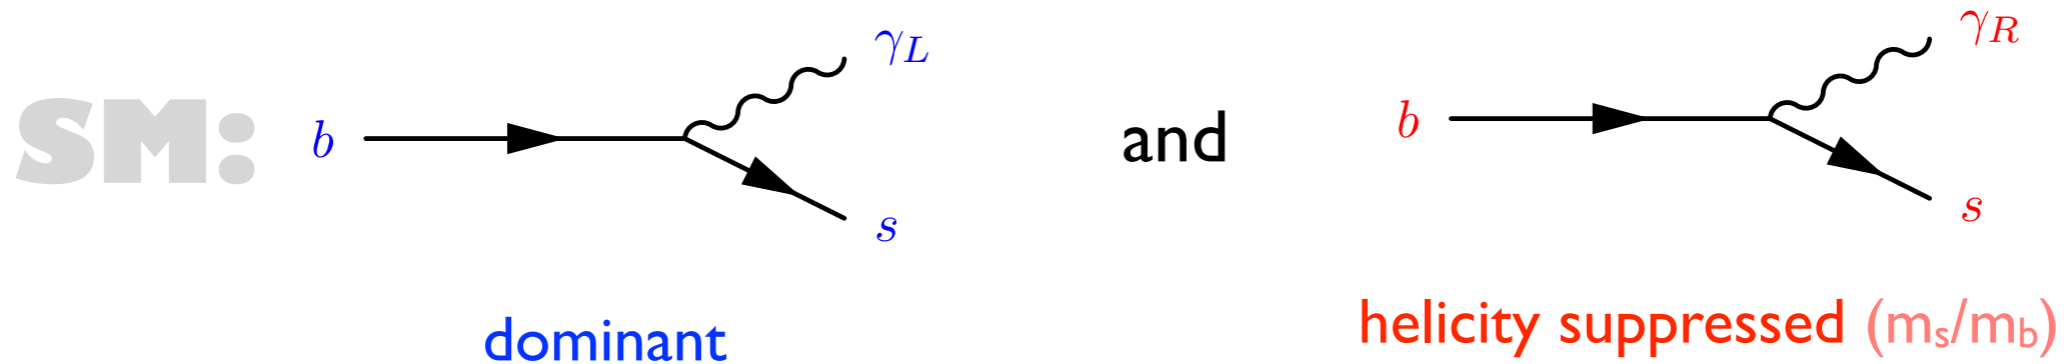 SM:
b
γL
s
dominant
and
b
γR
s
helicity suppressed (ms/mb)